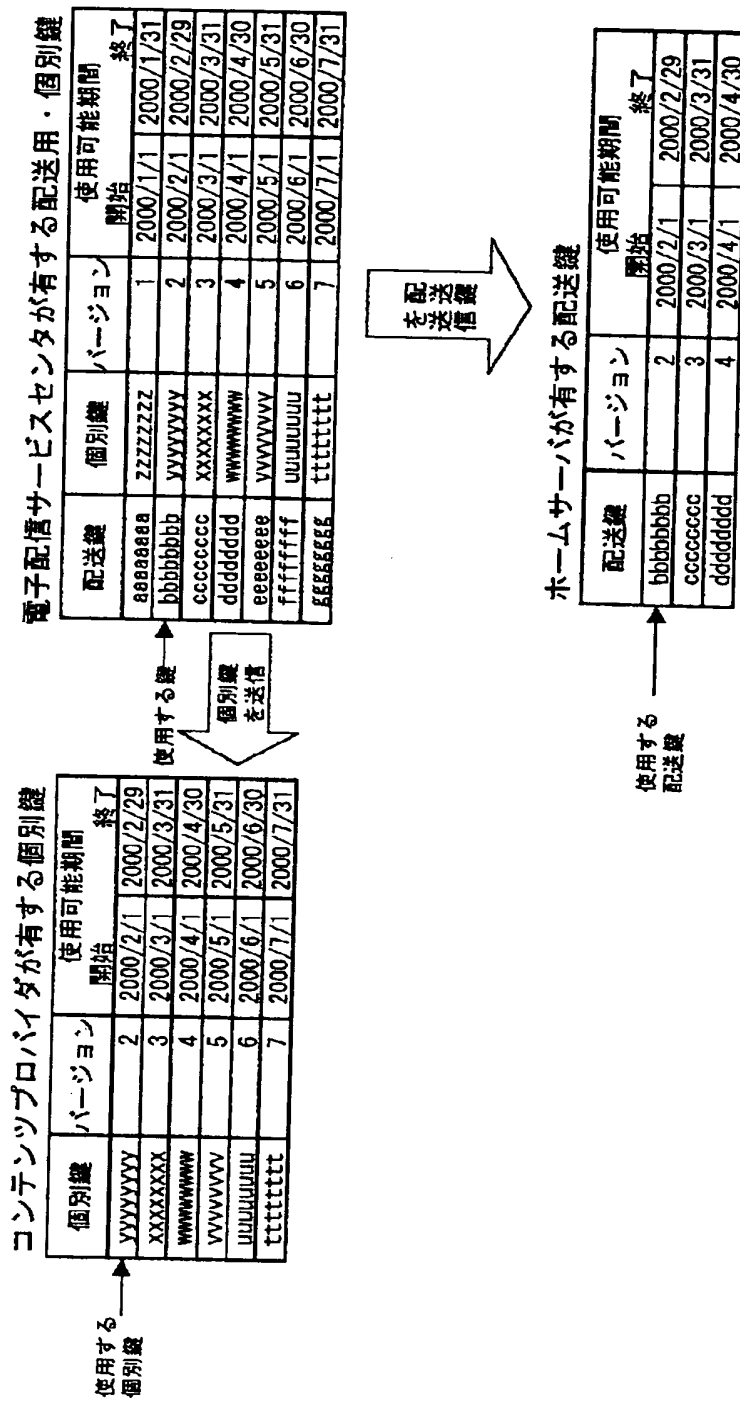 電子配信サービスセンタが有する配送用・個別鍵
配送鍵 個別鍵 バージョン 使用可能期間
開始 終了
aaaaaaaa zzzzzzzz 1 2000/1/1 2000/1/31
bbbbbbbb yyyyyyyy 2 2000/2/1 2000/2/29
cccccccc xxxxxxxx 3 2000/3/1 2000/3/31
dddddddd wwwwwwww 4 2000/4/1 2000/4/30
eeeeeeee vvvvvvvv 5 2000/5/1 2000/5/31
ffffffff uuuuuuuu 6 2000/6/1 2000/6/30
gggggggg tttttttt 7 2000/7/1 2000/7/31
使用する鍵
個別鍵
を送信
配送鍵
を送信
コンテンツプロバイダが有する個別鍵
個別鍵 バージョン 使用可能期間
開始 終了
yyyyyyyy 2 2000/2/1 2000/2/29
xxxxxxxx 3 2000/3/1 2000/3/31
wwwwwwww 4 2000/4/1 2000/4/30
vvvvvvvv 5 2000/5/1 2000/5/31
uuuuuuuu 6 2000/6/1 2000/6/30
tttttttt 7 2000/7/1 2000/7/31
使用する
個別鍵
ホームサーバが有する配送鍵
配送鍵 バージョン 使用可能期間
開始 終了
bbbbbbbb 2 2000/2/1 2000/2/29
cccccccc 3 2000/3/1 2000/3/31
dddddddd 4 2000/4/1 2000/4/30
使用する
配送鍵